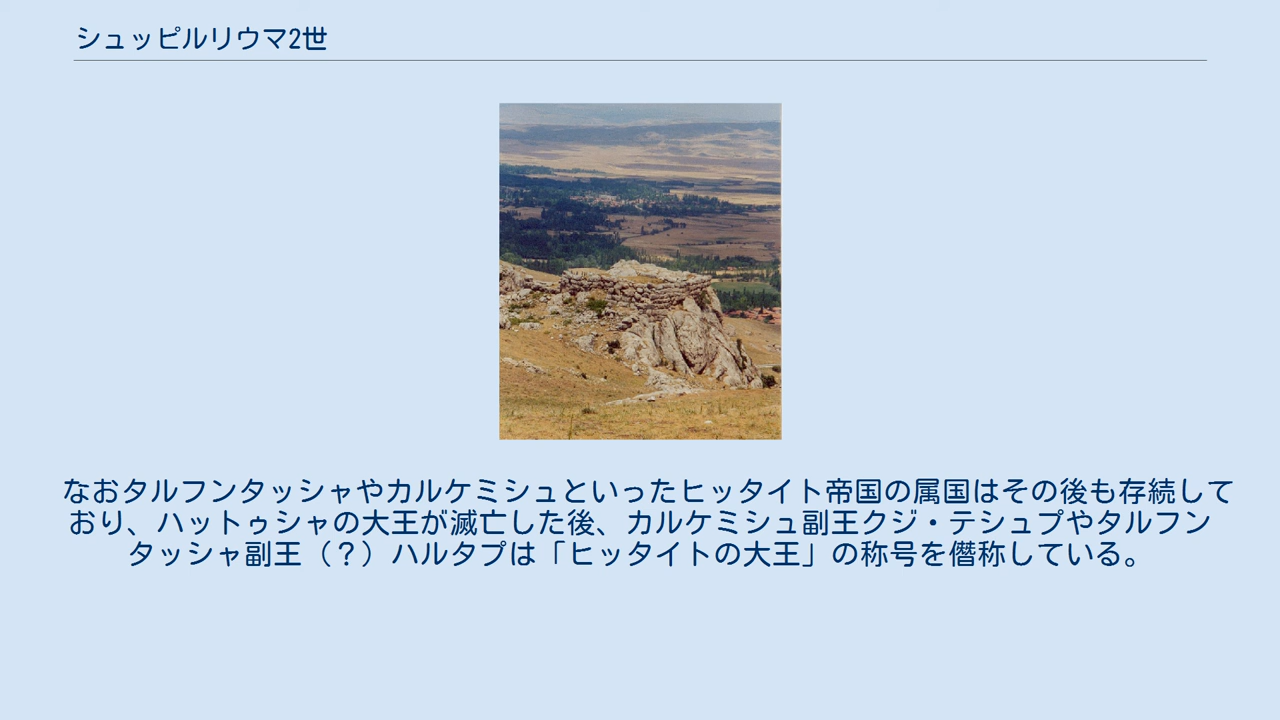 シュッピルリウマ2世
なおタルフンタッシャやカルケミシュといったヒッタイト帝国の属国はその後も存続して
おり、ハットゥシャの大王が滅亡した後、カルケミシュ副王クジ・テシュプやタルフン
タッシャ副王（？）ハルタプは「ヒッタイトの大王」の称号を僭称している。